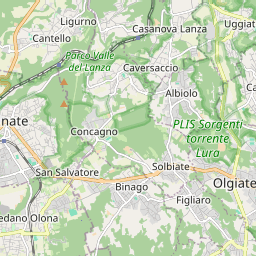 Ligurno
Casanova Lanza
Uggiat
Cantello
Parco Valle
del Lanza
Caversaccio
Albiolo
Ca
nate
Concagno
PLIS Sorgenti
torrente
Lura
San Salvatore
Solbiate
Olgiate
Binago
Figliaro
edano Olona